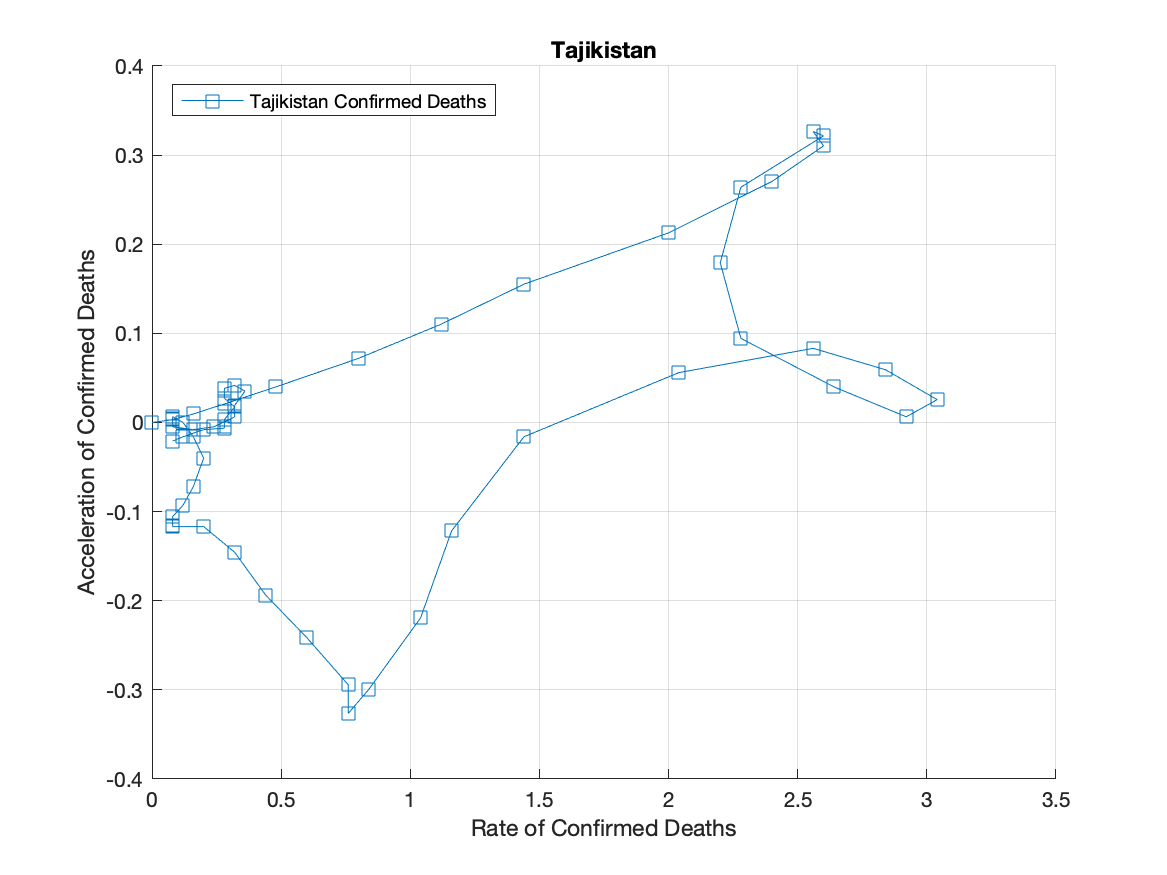 Tajikistan
Tajikistan Confirmed Deaths
0.4
0.3
0.2
0.1
0
-0.1
-0.2
-0.3
-0.4
Acceleration of Confirmed Deaths
0 0.5 1 1.5 2 2.5 3 3.5
Rate of Confirmed Deaths